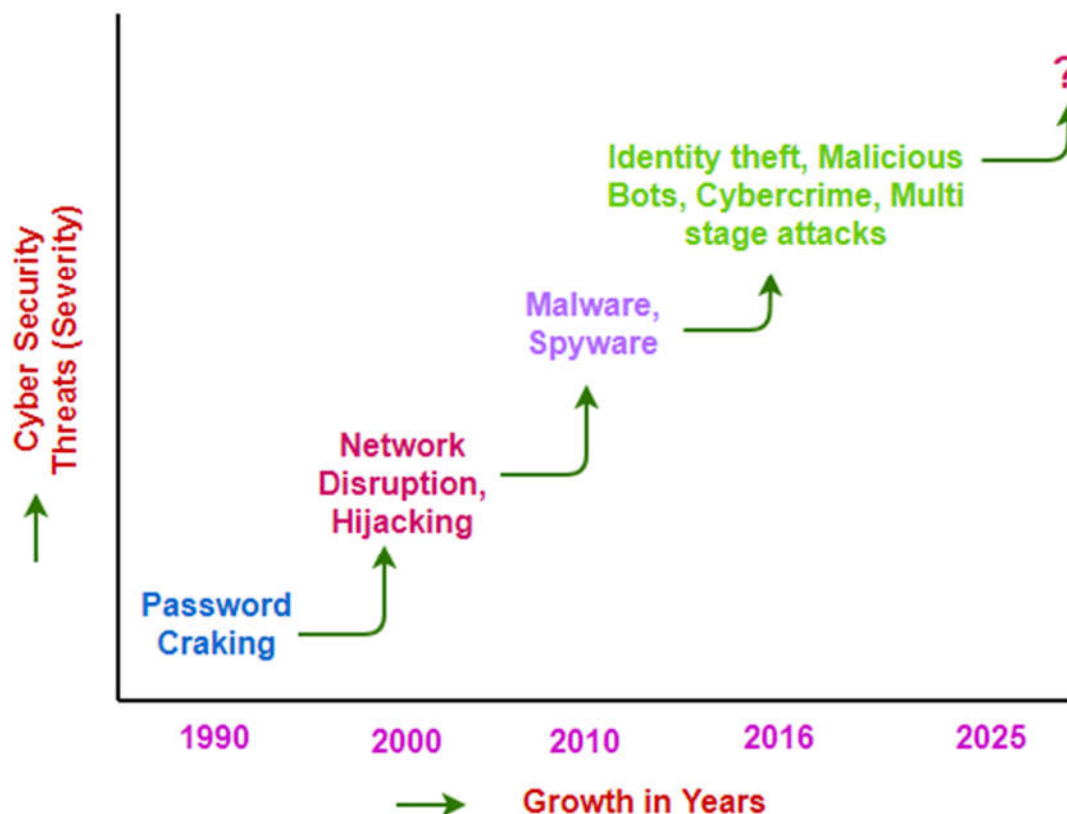 ?
Identity theft, Malicious
Bots, Cybercrime, Multi
stage attacks
Malware,
Spyware
Network
Disruption,
Hijacking
Password
Craking
Cyber Security
Threats (Severity)
1990
2000
2010
2016
2025
Growth in Years